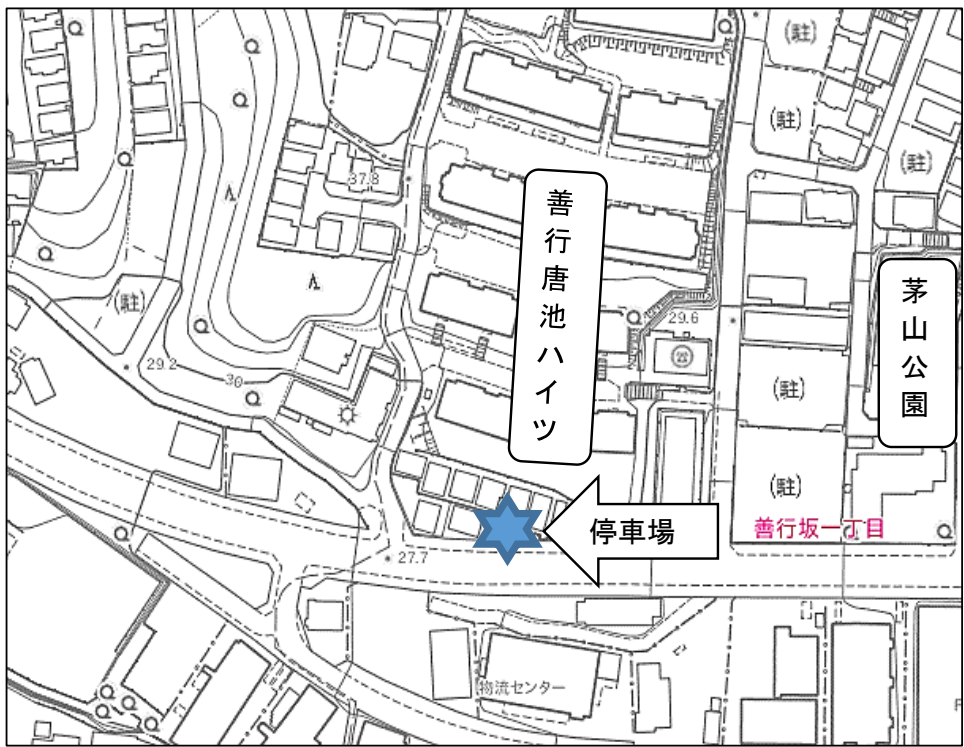 (駐)
(駐)
(駐)
37.8
善行唐池ハイツ
茅山公園
(駐)
29.6
29.2
30
(駐)
(駐)
停車場
善行坂一丁目
27.7
物流センター